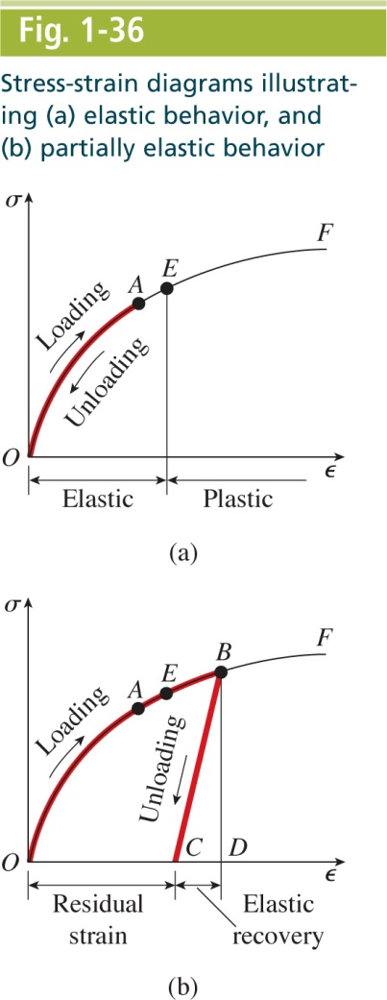 Fig. 1-36
Stress-strain diagrams illustrat-
ing (a) elastic behavior, and
(b) partially elastic behavior
σ
F
E
A
Loading
Unloading
O
ϵ
Elastic
Plastic
(a)
σ
F
B
E
A
Loading
Unloading
C
D
O
ϵ
Residual
strain
Elastic
recovery
(b)